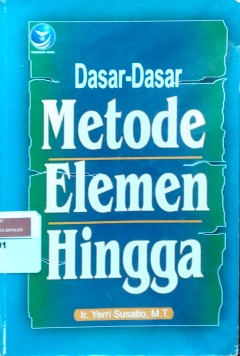 Dasar-Dasar
Metode
Elemen
Hingga
Ir. Yerri Susatio, M.T.